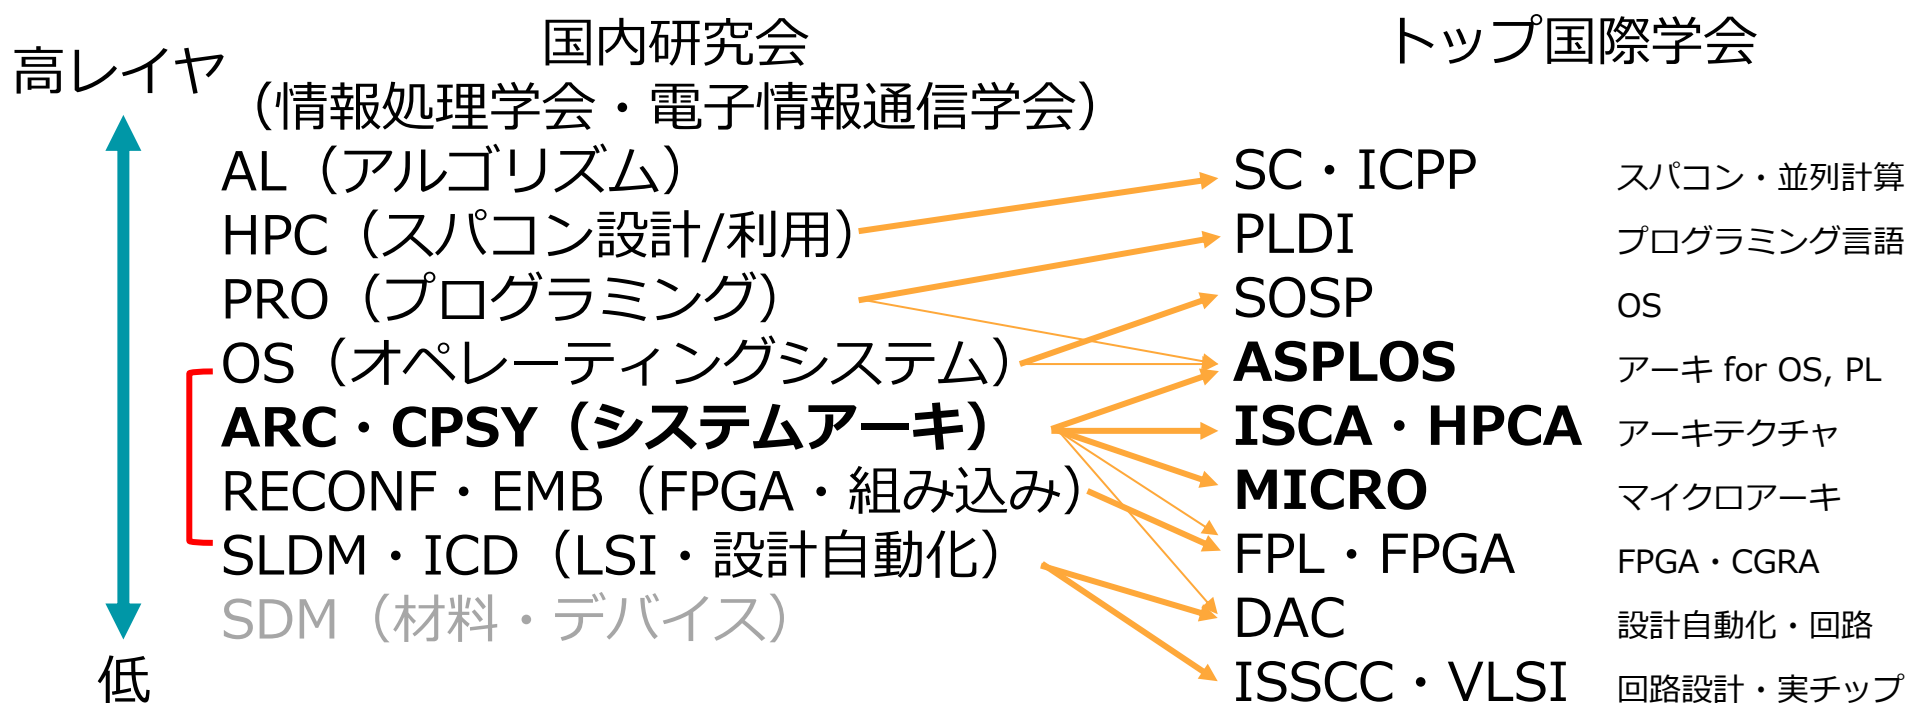 高レイヤ
低
国内研究会
（情報処理学会・電子情報通信学会）
AL（アルゴリズム）
HPC（スパコン設計/利用）
PRO（プログラミング）
OS（オペレーティングシステム）
ARC・CPSY（システムアーキ）
RECONF・EMB（FPGA・組み込み）
SLDM・ICD（LSI・設計自動化）
SDM（材料・デバイス）
トップ国際学会
SC・ICPP スパコン・並列計算
PLDI プログラミング言語
SOSP OS
ASPLOS アーキ for OS, PL
ISCA・HPCA アーキテクチャ
MICRO マイクロアーキ
FPL・FPGA FPGA・CGRA
DAC 設計自動化・回路
ISSCC・VLSI 回路設計・実チップ